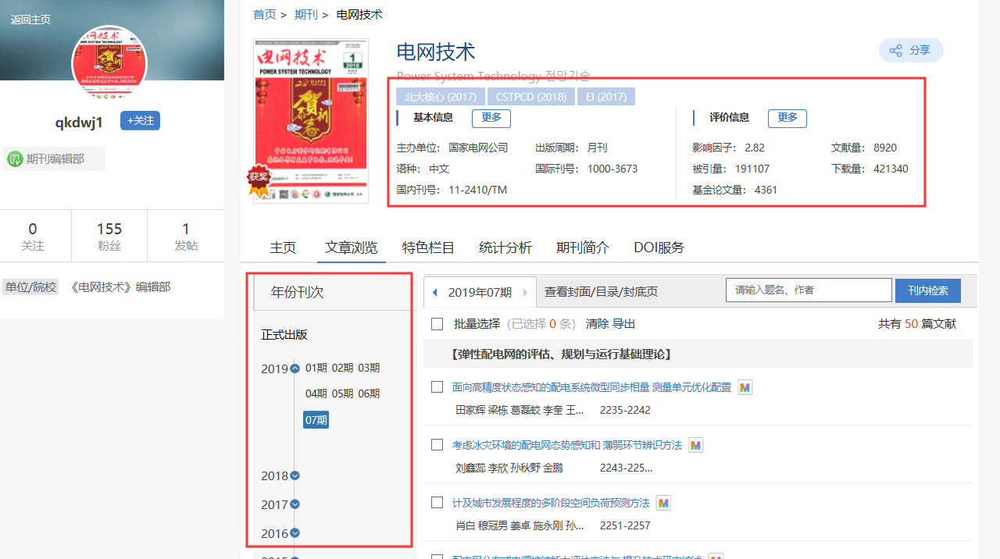 返回主页
qkdwj1
+关注
期刊编辑部
0 155 1
关注 粉丝 发帖
单位/院校 《电网技术》编辑部
首页 > 期刊 > 电网技术
电网技术
POWER SYSTEM TECHNOLOGY
1
2018
贺
恭 新
春
获奖
电网技术
分享
Power System Technology 전망기술
北大核心 (2017) CSTPCD (2018) EI (2017)
基本信息 更多
主办单位: 国家电网公司 出版周期: 月刊
语种: 中文 国际刊号: 1000-3673
国内刊号: 11-2410/TM
评价信息 更多
影响因子: 2.82 文献量: 8920
被引量: 191107 下载量: 421340
基金论文量: 4361
主页 文章浏览 特色栏目 统计分析 期刊简介 DOI服务
年份刊次
正式出版
2019 01期 02期 03期
04期 05期 06期
07期
2018
2017
2016
2019年07期 查看封面/目录/封底页 请输入题名、作者 刊内检索
批量选择 (已选择 0 条) 清除 导出 共有 50 篇文献
【弹性配电网的评估、规划与运行基础理论】
面向高精度状态感知的配电系统微型同步相量 测量单元优化配置 M
田家辉 梁栋 葛磊蛟 李奎 王... 2235-2242
考虑冰灾环境的配电网态势感知和 薄弱环节辨识方法 M
刘鑫蕊 李欣 孙秋野 金鹏 2243-225...
计及城市发展程度的多阶段空间负荷预测方法 M
肖白 穆冠男 姜卓 施永刚 孙... 2251-2257